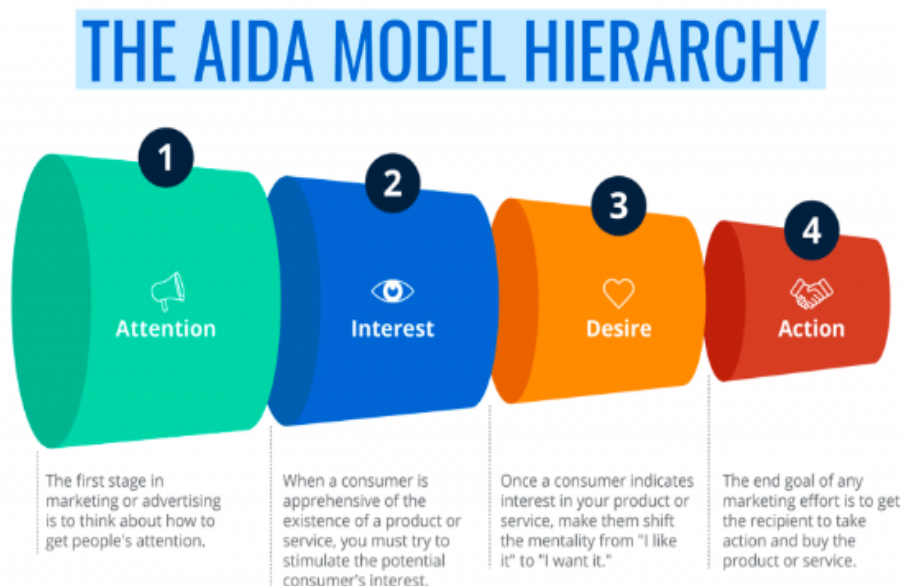 THE AIDA MODEL HIERARCHY
1
2
3
4
Attention
Interest
Desire
Action
The first stage in
marketing or advertising
is to think about how to
get people's attention.
When a consumer is
apprehensive of the
existence of a product or
service, you must try to
stimulate the potential
consumer's interest.
Once a consumer indicates
interest in your product or
service, make them shift
the mentality from "I like
it" to "I want it."
The end goal of any
marketing effort is to get
the recipient to take
action and buy the
product or service.